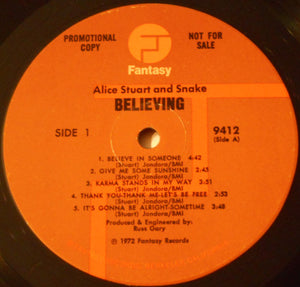 PROMOTIONAL COPY
NOT FOR SALE
F
Fantasy
Alice Stuart and Snake
BELIEVING
SIDE 1
9412
(Side A)
1. BELIEVE IN SOMEONE 4:42
(Stuart) Jondora/BMI
2. GIVE ME SOME SUNSHINE 2:45
(Stuart) Jondora/BMI
3. KARMA STANDS IN MY WAY 3:51
(Stuart) Jondora/BMI
4. THANK YOU-THANK ME-LET'S BE FREE 2:53
(Stuart) Jondora/BMI
5. IT'S GONNA BE ALRIGHT-SOMETIME 3:48
(Stuart) Jondora/BMI
Produced & Engineered by:
Russ Gary
© 1972 Fantasy Records